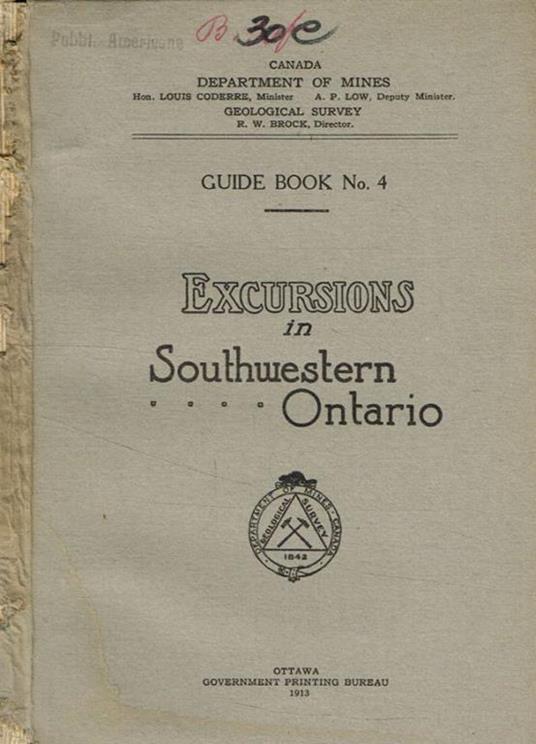 Pubbl. Americane
30e
CANADA
DEPARTMENT OF MINES
Hon. LOUIS CODERRE, Minister A. P. LOW, Deputy Minister.
GEOLOGICAL SURVEY
R. W. BROCK, Director.
GUIDE BOOK No. 4
EXCURSIONS
in
Southwestern
Ontario
DEPARTMENT OF MINES · CANADA
GEOLOGICAL SURVEY
1842
OTTAWA
GOVERNMENT PRINTING BUREAU
1913